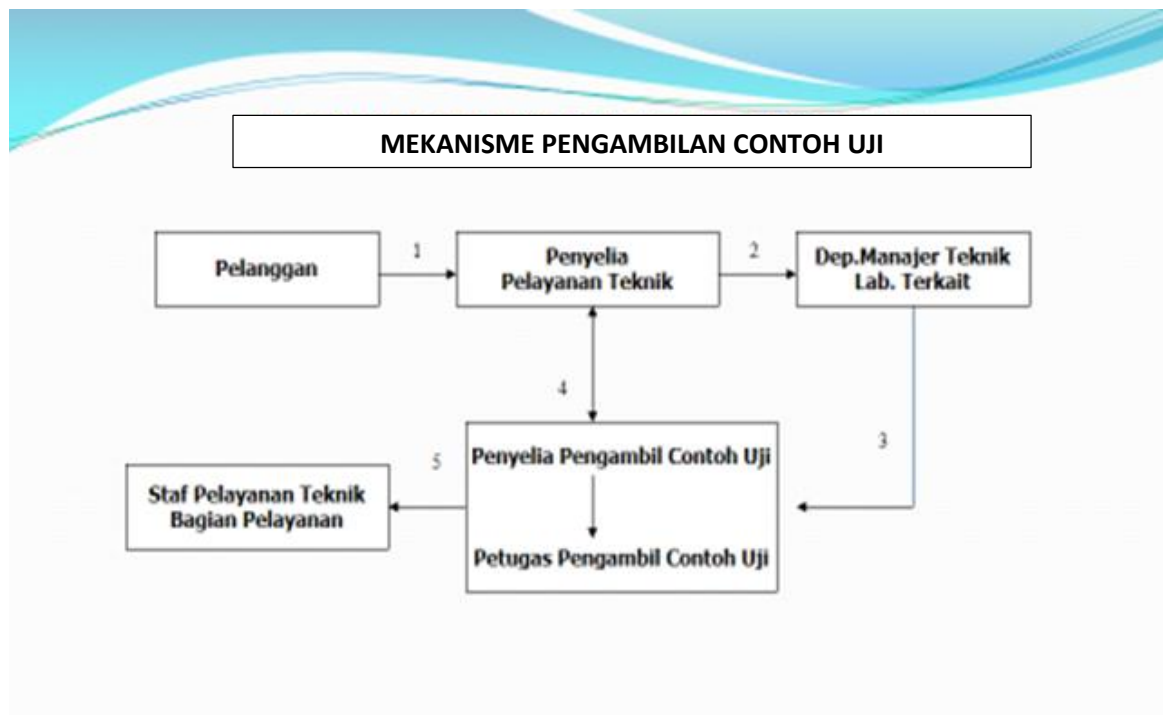 MEKANISME PENGAMBILAN CONTOH UJI
Pelanggan
1
Penyelia
Pelayanan Teknik
2
Dep.Manajer Teknik
Lab. Terkait
4
3
Penyelia Pengambil Contoh Uji
5
Staf Pelayanan Teknik
Bagian Pelayanan
Petugas Pengambil Contoh Uji